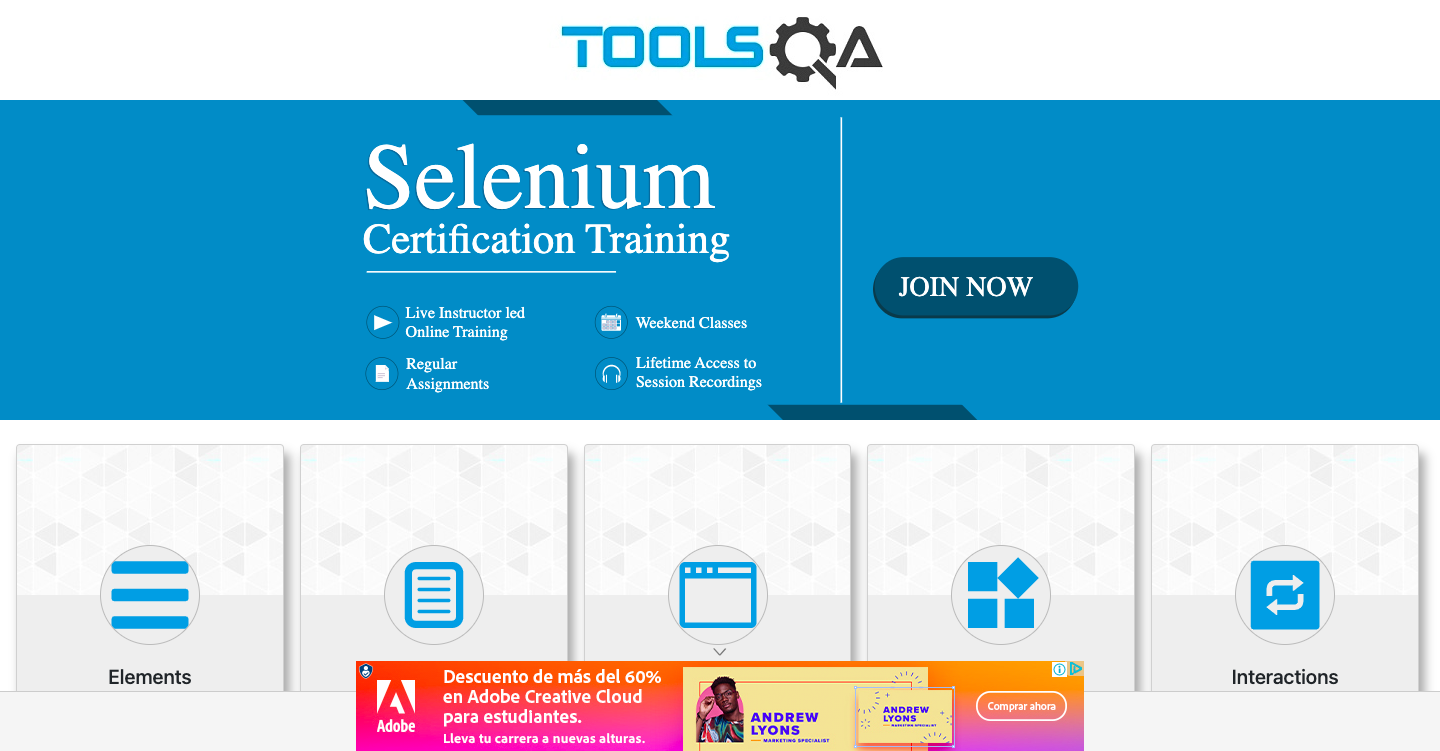 TOOLSQA
Selenium
Certification Training
JOIN NOW
Live Instructor led
Online Training
Weekend Classes
Regular
Assignments
Lifetime Access to
Session Recordings
Elements
Interactions
Descuento de más del 60%
en Adobe Creative Cloud
para estudiantes.
Lleva tu carrera a nuevas alturas.
Adobe
ANDREW
LYONS
MARKETING SPECIALIST
ANDREW
LYONS
MARKETING SPECIALIST
Comprar ahora